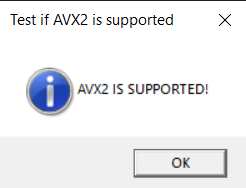 Test if AVX2 is supported
AVX2 IS SUPPORTED!
OK